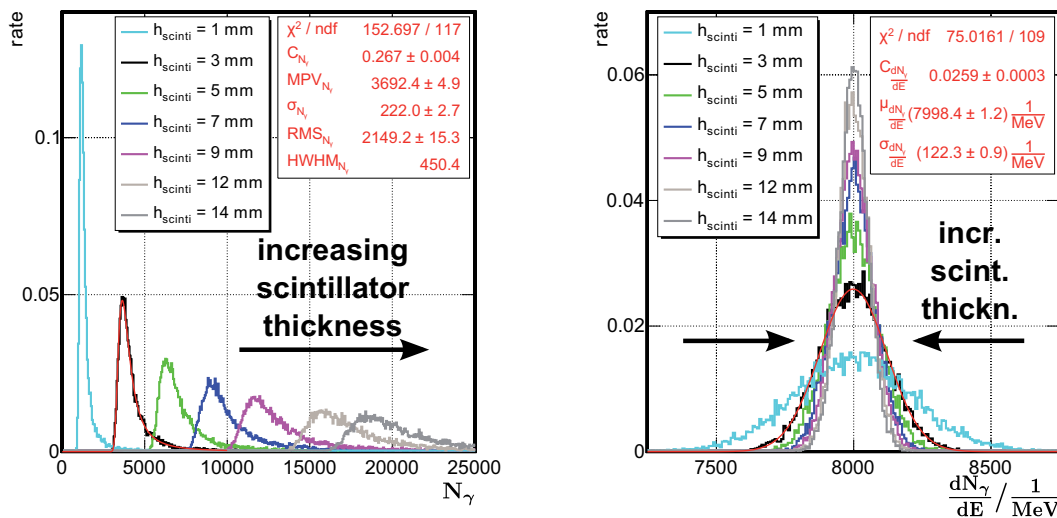 rate
h_scinti = 1 mm
h_scinti = 3 mm
h_scinti = 5 mm
h_scinti = 7 mm
h_scinti = 9 mm
h_scinti = 12 mm
h_scinti = 14 mm
χ² / ndf 152.697 / 117
C_Nγ 0.267 ± 0.004
MPV_Nγ 3692.4 ± 4.9
σ_Nγ 222.0 ± 2.7
RMS_Nγ 2149.2 ± 15.3
HWHM_Nγ 450.4
increasing
scintillator
thickness
0.1
0.05
0
0 5000 10000 15000 20000 25000
Nγ
rate
h_scinti = 1 mm
h_scinti = 3 mm
h_scinti = 5 mm
h_scinti = 7 mm
h_scinti = 9 mm
h_scinti = 12 mm
h_scinti = 14 mm
χ² / ndf 75.0161 / 109
C_dNγ/dE 0.0259 ± 0.0003
μ_dNγ/dE (7998.4 ± 1.2) 1/MeV
σ_dNγ/dE (122.3 ± 0.9) 1/MeV
incr.
scint.
thickn.
0.06
0.04
0.02
0
7500 8000 8500
dNγ/dE / 1/MeV